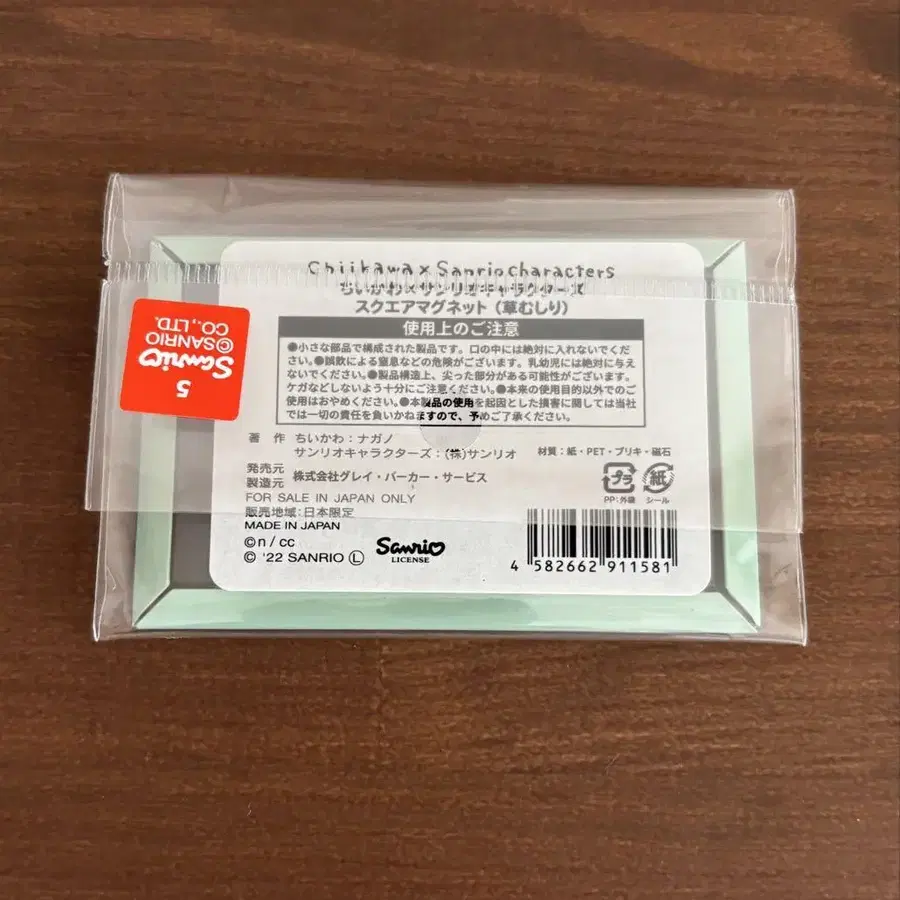 Chiikawa×Sanriocharacters
ちいかわ×サンリオキャラクターズ
スクエアマグネット（草むしり）
使用上のご注意
●小さな部品で構成された製品です。口の中には絶対に入れないでくだ
さい。●誤飲による窒息などの危険がございます。乳幼児には絶対に与え
ないでください。●製品構造上、尖った部分がある可能性がございます。
ケガなどしないよう十分にご注意ください。●本来の使用目的以外でのご
使用はおやめください。●本製品の使用を起因とした損害に関しては当社
では一切の責任を負いかねますので、予めご了承ください。
著 作 ちいかわ：ナガノ
サンリオキャラクターズ：（株）サンリオ
材質：紙・PET・ブリキ・磁石
発売元
製造元
株式会社グレイ・パーカー・サービス
FOR SALE IN JAPAN ONLY
販売地域：日本限定
MADE IN JAPAN
©n / cc
© '22 SANRIO Ⓛ
Sanrio
LICENSE
プラ
PP：外袋
紙
シール
4 582662 911581
5
Sanrio
©SANRIO
CO., LTD.